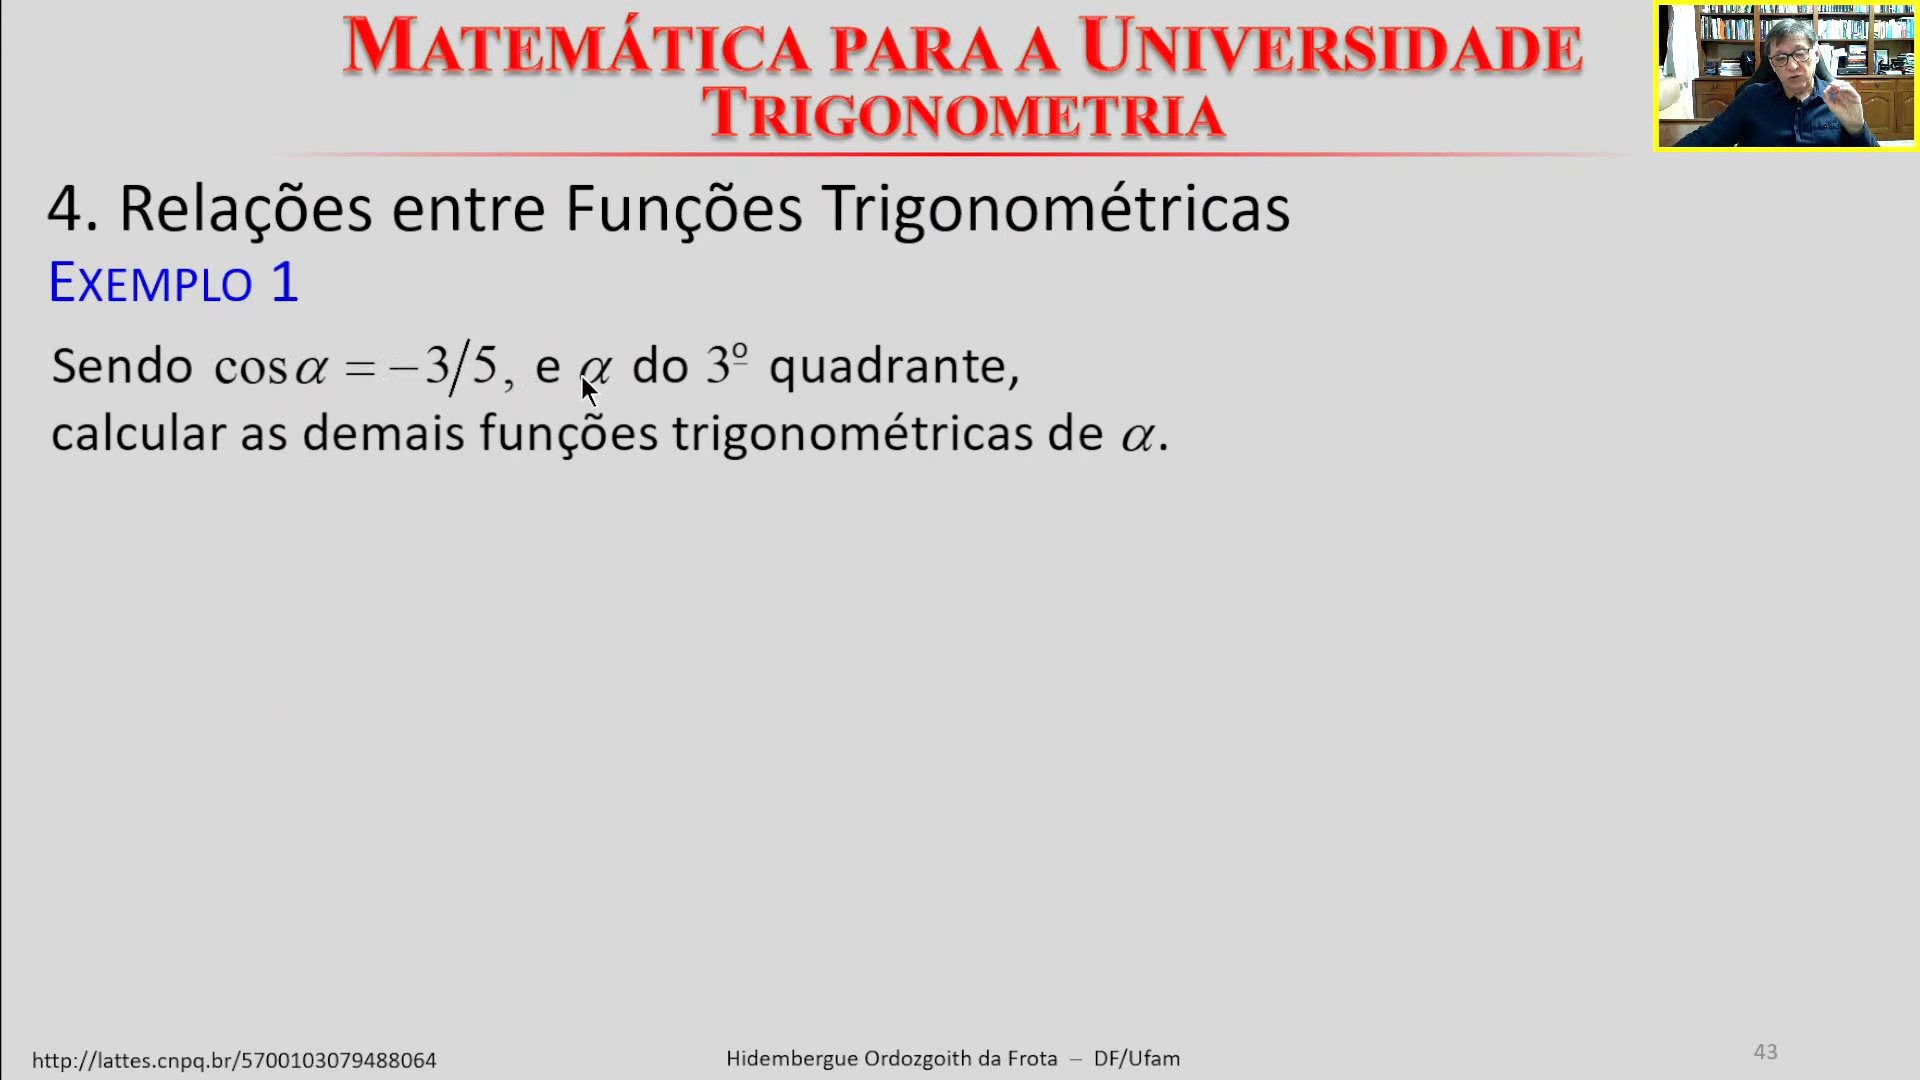 MATEMÁTICA PARA A UNIVERSIDADE
TRIGONOMETRIA
4. Relações entre Funções Trigonométricas
EXEMPLO 1
Sendo cos α = −3/5, e α do 3º quadrante,
calcular as demais funções trigonométricas de α.
http://lattes.cnpq.br/5700103079488064
Hidembergue Ordozgoith da Frota – DF/Ufam
43